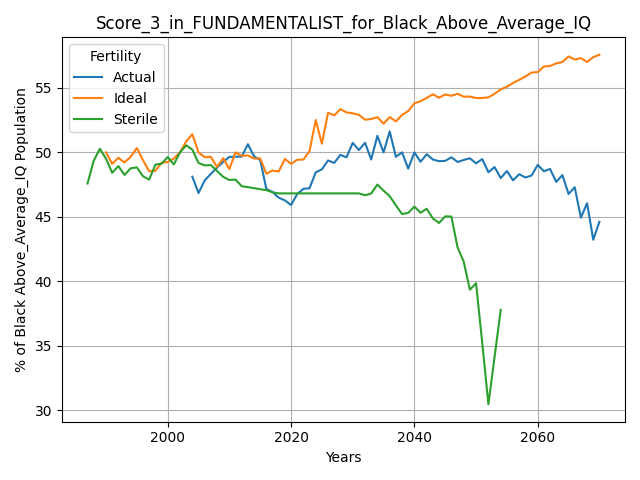 Score_3_in_FUNDAMENTALIST_for_Black_Above_Average_IQ
Fertility
Actual
Ideal
Sterile
% of Black Above_Average_IQ Population
55
50
45
40
35
30
2000
2020
2040
2060
Years